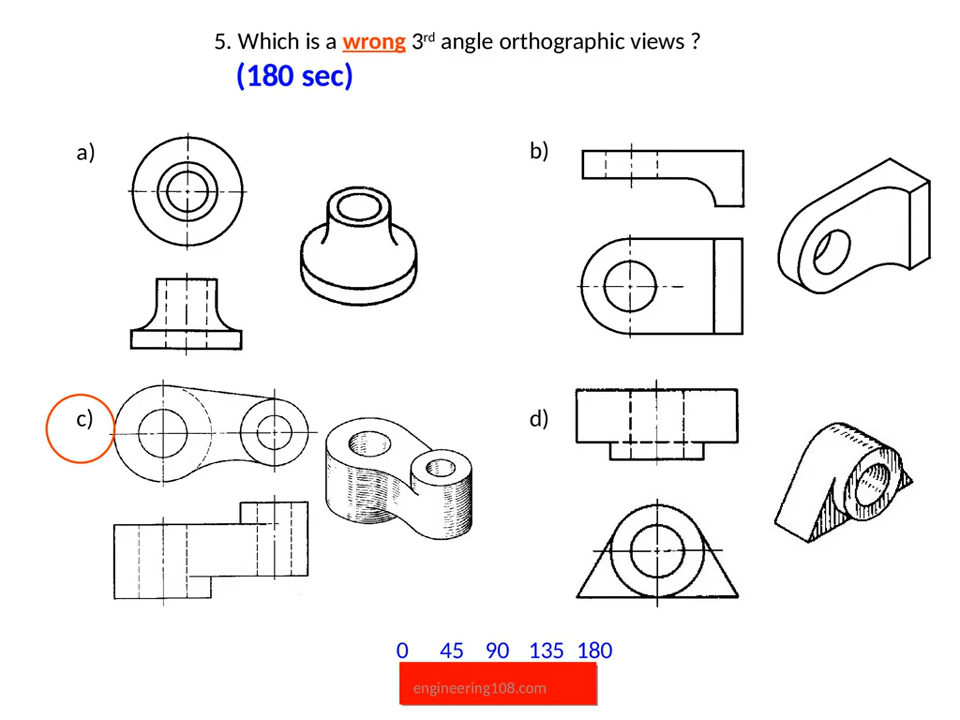 5. Which is a wrong 3rd angle orthographic views ?
(180 sec)
a)
b)
c)
d)
0 45 90 135 180
engineering108.com